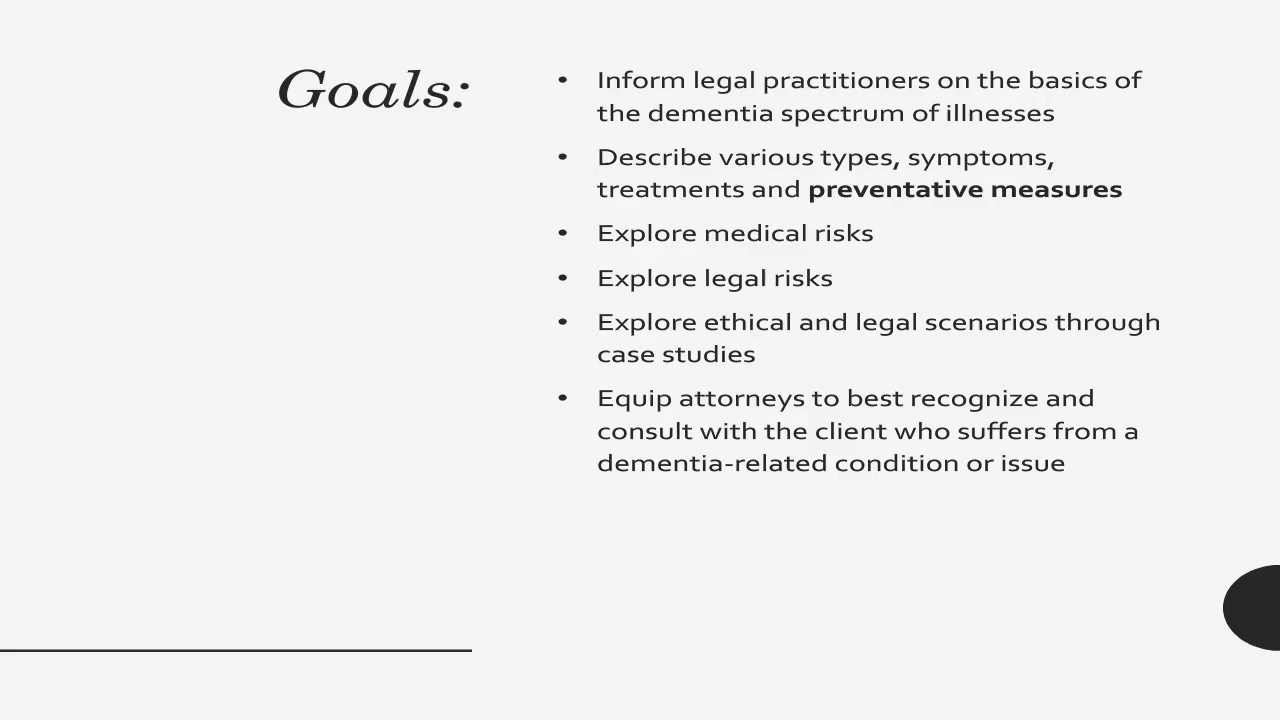 Goals:
• Inform legal practitioners on the basics of
the dementia spectrum of illnesses
• Describe various types, symptoms,
treatments and preventative measures
• Explore medical risks
• Explore legal risks
• Explore ethical and legal scenarios through
case studies
• Equip attorneys to best recognize and
consult with the client who suffers from a
dementia-related condition or issue